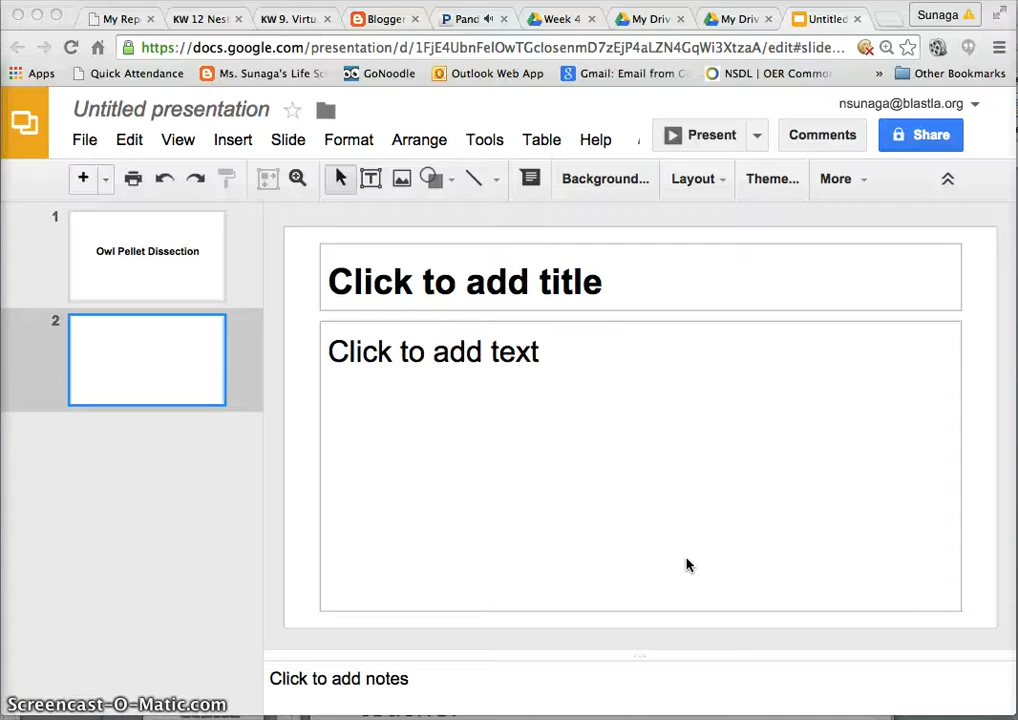 My Rep
KW 12 Nes
KW 9. Virtu
Blogger
Pand
Week 4
My Driv
My Driv
Untitled
Sunaga
https://docs.google.com/presentation/d/1FjE4UbnFelOwTGclosenmD7zEjP4aLZN4GqWi3XtzaA/edit#slide...
Apps
Quick Attendance
Ms. Sunaga's Life Sc
GoNoodle
Outlook Web App
Gmail: Email from G
NSDL | OER Commo
»
Other Bookmarks
Untitled presentation
nsunaga@blastla.org
File Edit View Insert Slide Format Arrange Tools Table Help
Present
Comments
Share
Background...
Layout
Theme...
More
1
Owl Pellet Dissection
2
Click to add title
Click to add text
Click to add notes
Screencast-O-Matic.com